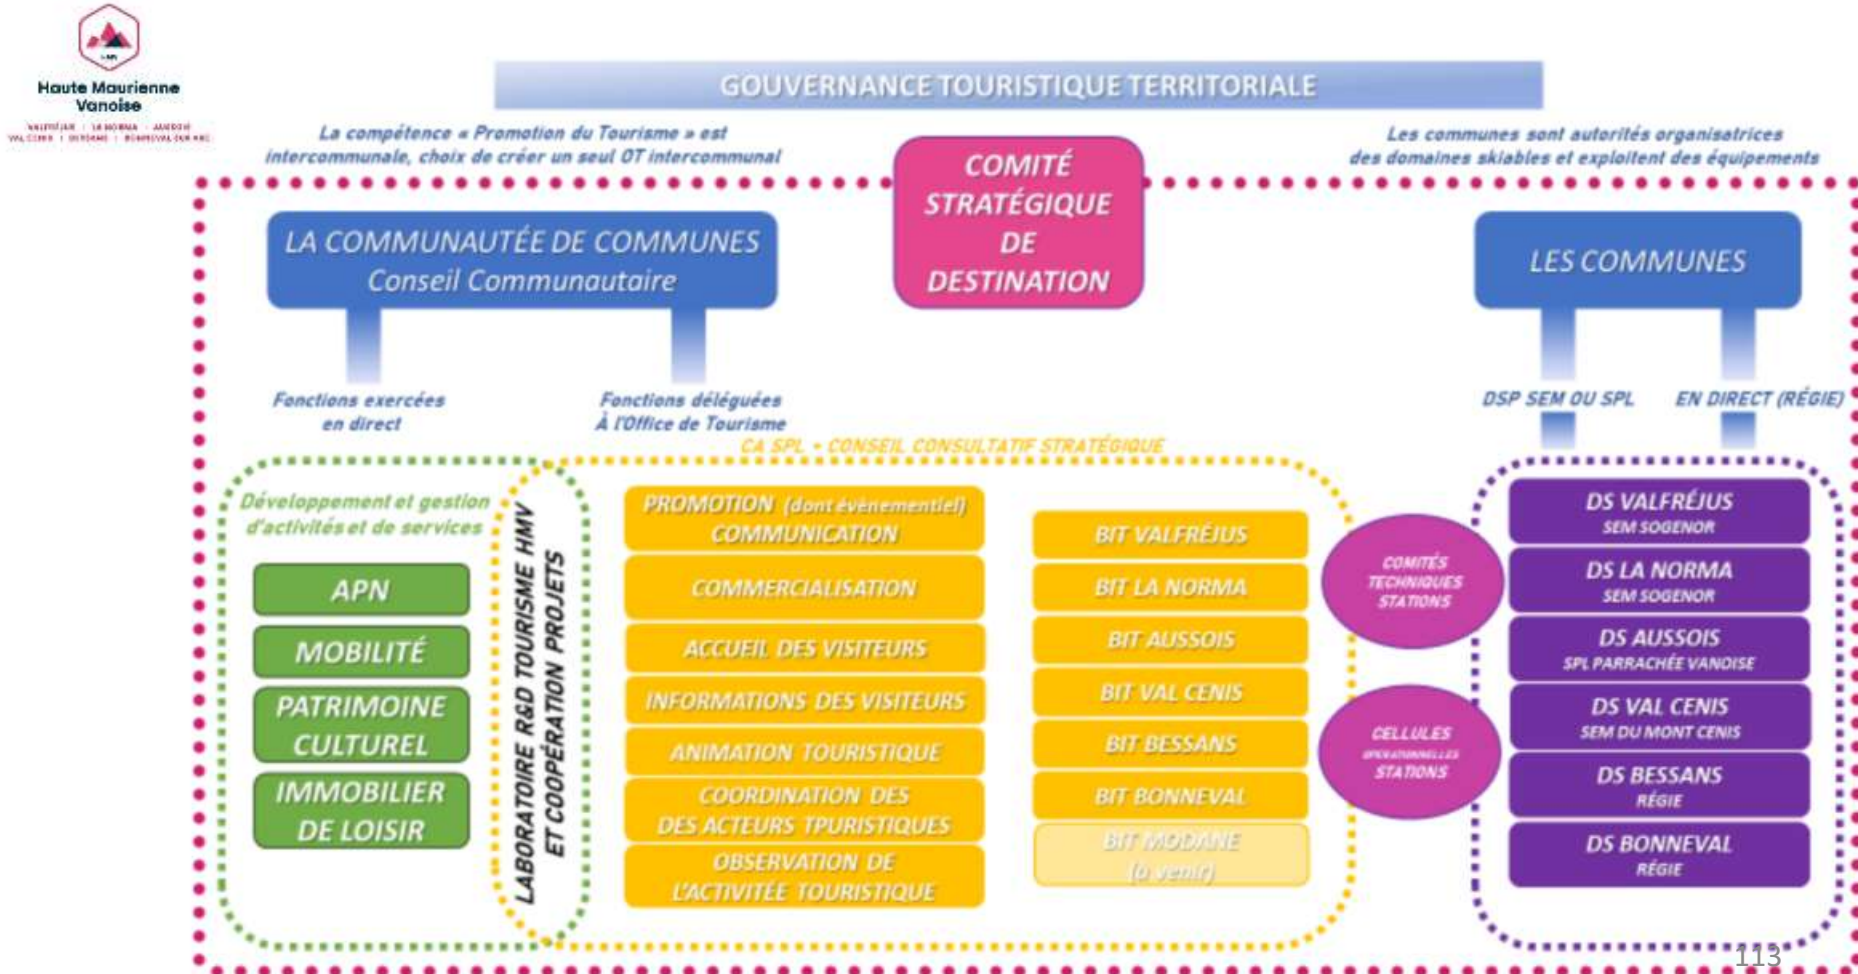 Haute Maurienne
Vanoise
GOUVERNANCE TOURISTIQUE TERRITORIALE
La compétence « Promotion du Tourisme » est
intercommunale, choix de créer un seul OT intercommunal
Les communes sont autorités organisatrices
des domaines skiables et exploitent des équipements
COMITÉ
STRATÉGIQUE
DE
DESTINATION
LA COMMUNAUTÉE DE COMMUNES
Conseil Communautaire
LES COMMUNES
Fonctions exercées
en direct
Fonctions déléguées
À l'Office de Tourisme
DSP SEM OU SPL
EN DIRECT (RÉGIE)
CA SPL - CONSEIL CONSULTATIF STRATÉGIQUE
Développement et gestion
d'activités et de services
APN
MOBILITÉ
PATRIMOINE
CULTUREL
IMMOBILIER
DE LOISIR
LABORATOIRE R&D TOURISME HMV
ET COOPÉRATION PROJETS
PROMOTION (dont évènementiel)
COMMUNICATION
COMMERCIALISATION
ACCUEIL DES VISITEURS
INFORMATIONS DES VISITEURS
ANIMATION TOURISTIQUE
COORDINATION DES
DES ACTEURS TPURISTIQUES
OBSERVATION DE
L'ACTIVITÉE TOURISTIQUE
BIT VALFRÉJUS
BIT LA NORMA
BIT AUSSOIS
BIT VAL CENIS
BIT BESSANS
BIT BONNEVAL
BIT MODANE
(à venir)
COMITÉS
TECHNIQUES
STATIONS
CELLULES
OPERATIONNELLES
STATIONS
DS VALFRÉJUS
SEM SOGENOR
DS LA NORMA
SEM SOGENOR
DS AUSSOIS
SPL PARRACHÉE VANOISE
DS VAL CENIS
SEM DU MONT CENIS
DS BESSANS
RÉGIE
DS BONNEVAL
RÉGIE
113